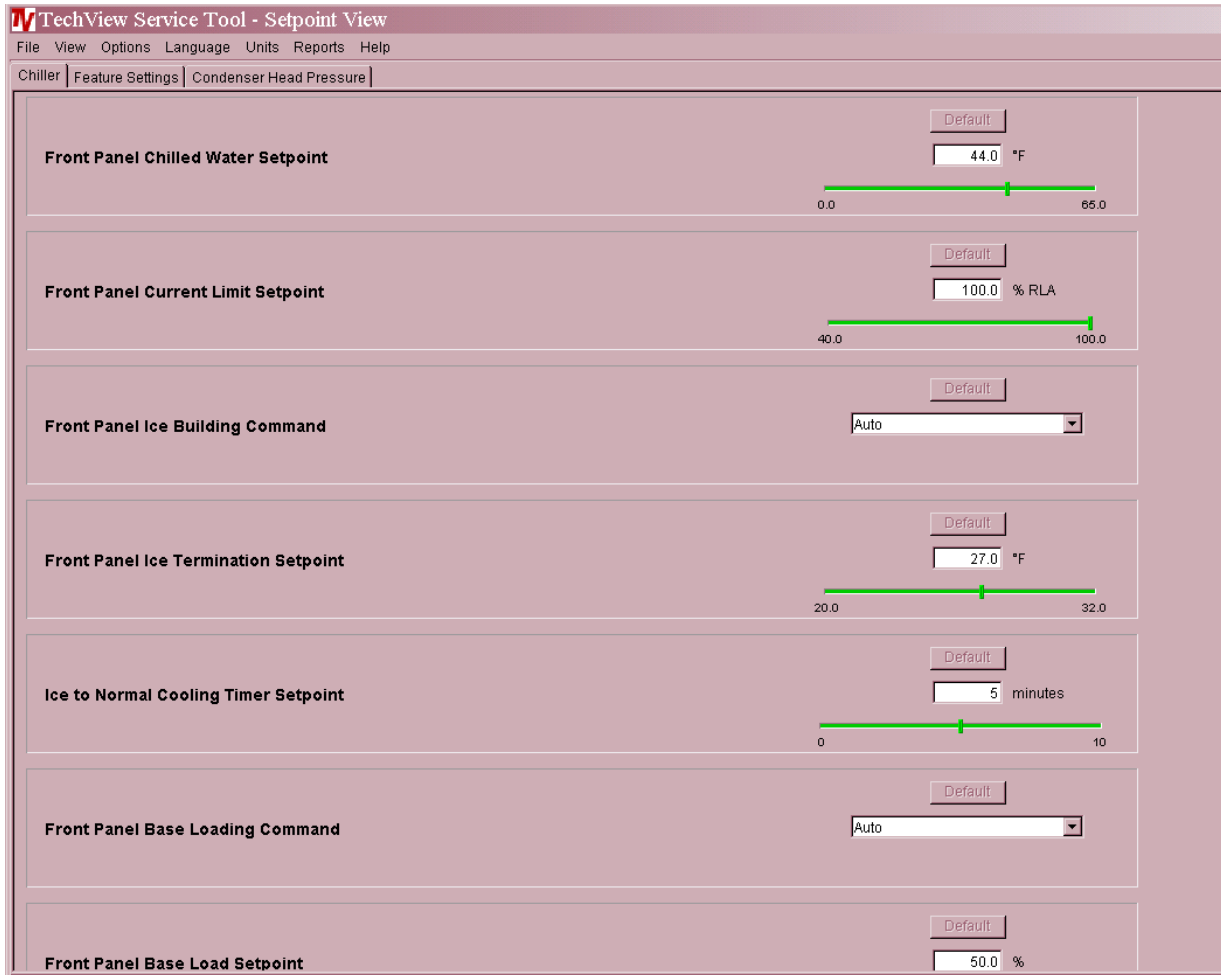 TV TechView Service Tool - Setpoint View
File View Options Language Units Reports Help
Chiller Feature Settings Condenser Head Pressure
Default
Front Panel Chilled Water Setpoint 44.0 °F
0.0 65.0
Default
Front Panel Current Limit Setpoint 100.0 % RLA
40.0 100.0
Default
Front Panel Ice Building Command Auto
Default
Front Panel Ice Termination Setpoint 27.0 °F
20.0 32.0
Default
Ice to Normal Cooling Timer Setpoint 5 minutes
0 10
Default
Front Panel Base Loading Command Auto
Default
Front Panel Base Load Setpoint 50.0 %